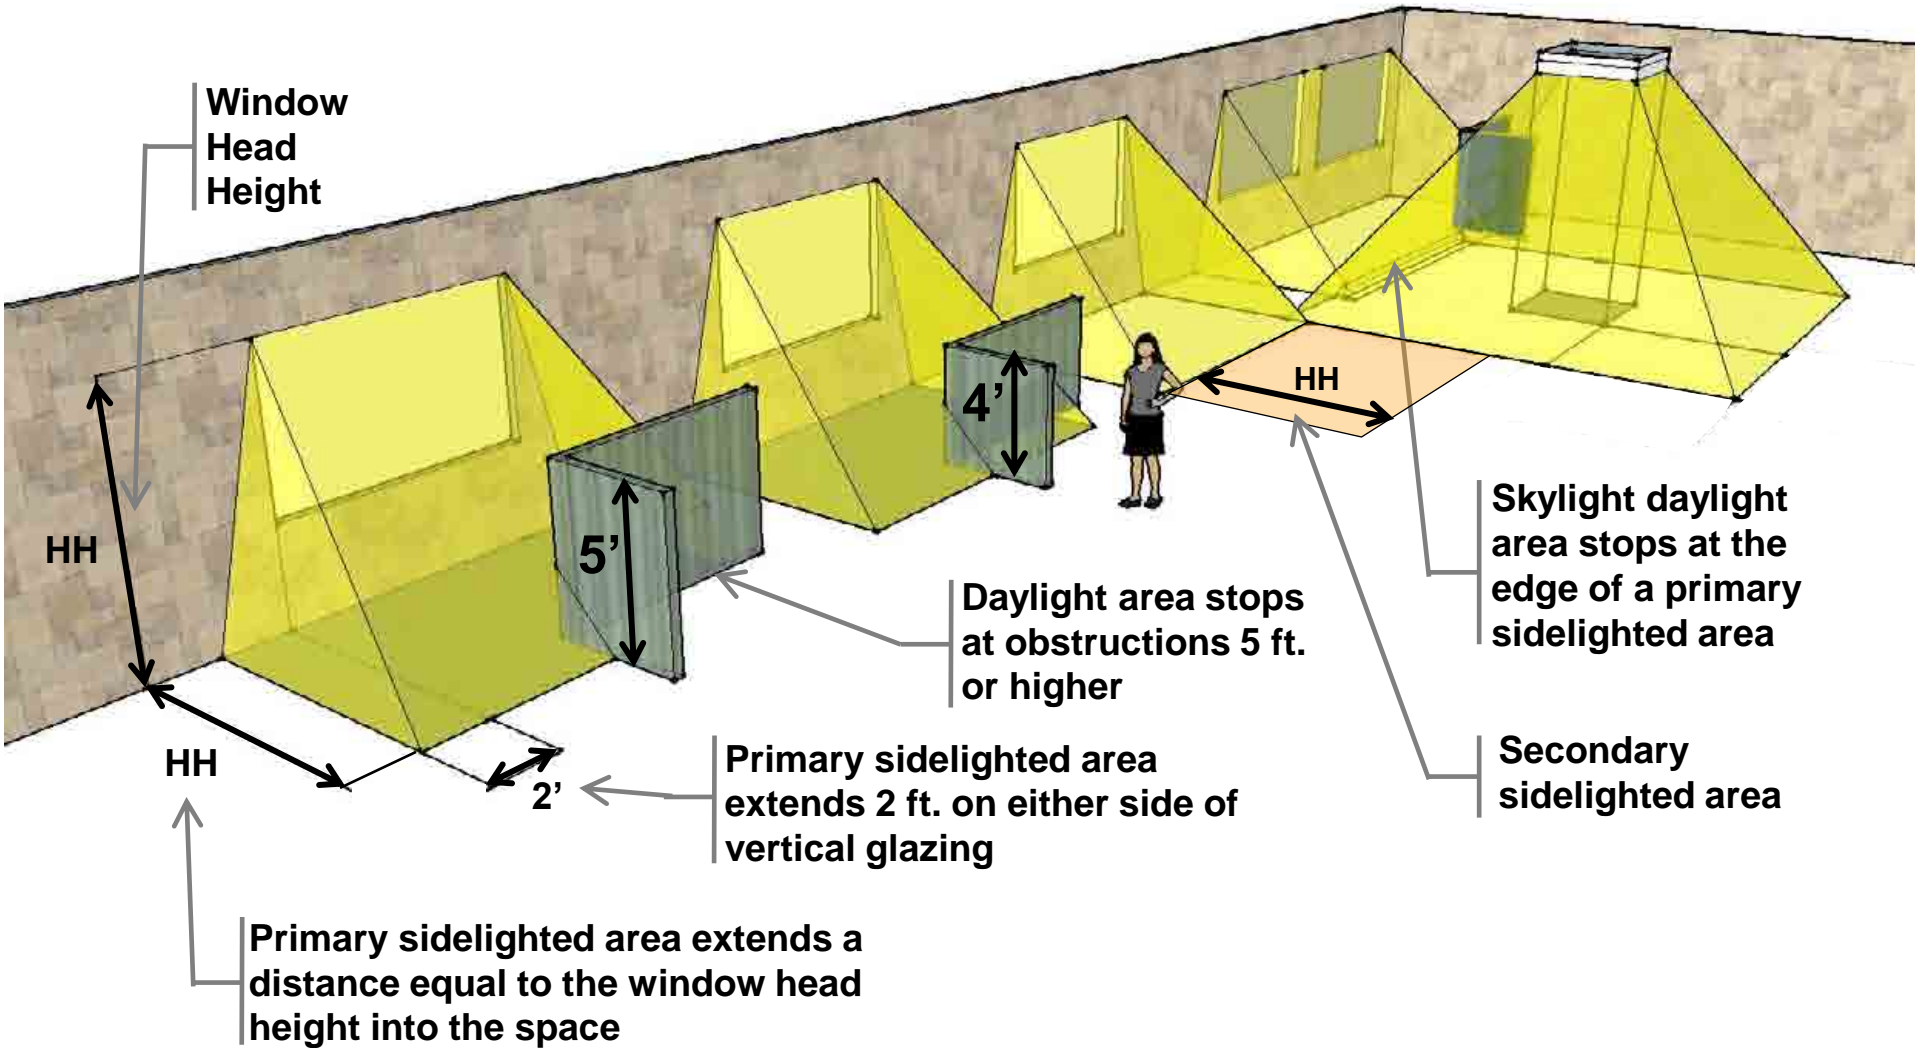 Window
Head
Height
HH
HH
5’
4’
HH
2’
Daylight area stops
at obstructions 5 ft.
or higher
Skylight daylight
area stops at the
edge of a primary
sidelighted area
Primary sidelighted area
extends 2 ft. on either side of
vertical glazing
Secondary
sidelighted area
Primary sidelighted area extends a
distance equal to the window head
height into the space